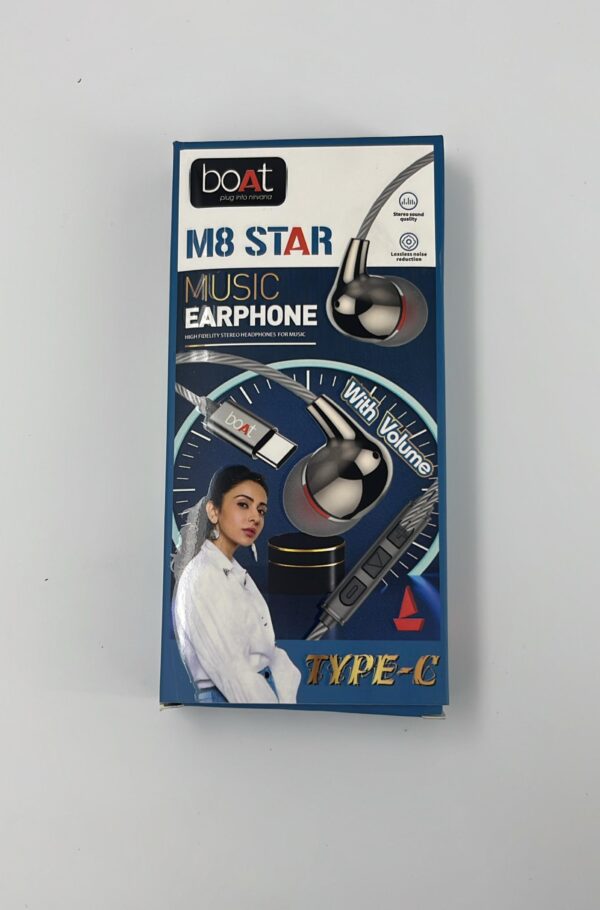 boAt
plug into nirvana
M8 STAR
Stereo sound
quality
Lossless noise
reduction
MUSIC
EARPHONE
HIGH FIDELITY STEREO HEADPHONES FOR MUSIC
With Volume
boAt
TYPE-C